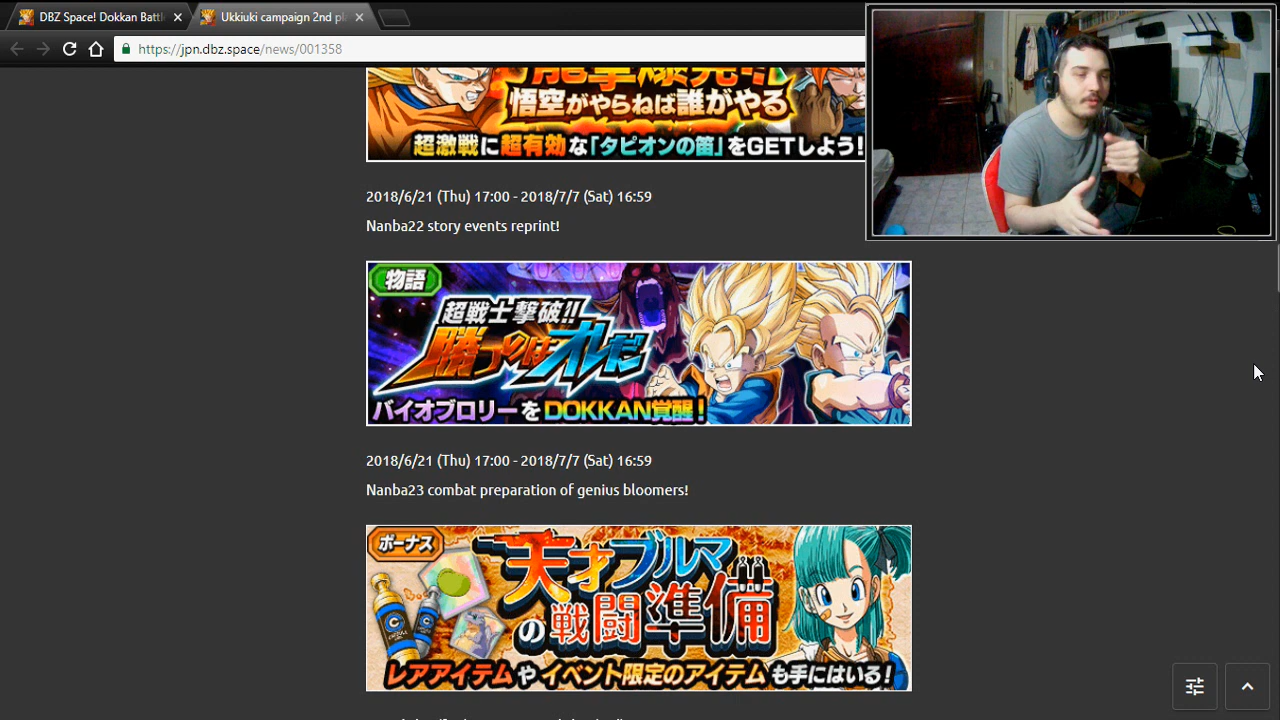 DBZ Space! Dokkan Battl
Ukkiuki campaign 2nd pl
https://jpn.dbz.space/news/001358
悟空がやらねば誰がやる
超激戦に超有効な「タピオンの笛」をGETしよう!
2018/6/21 (Thu) 17:00 - 2018/7/7 (Sat) 16:59
Nanba22 story events reprint!
物語
超戦士撃破!!
勝つのはオレだ
バイオブロリーをDOKKAN覚醒!
2018/6/21 (Thu) 17:00 - 2018/7/7 (Sat) 16:59
Nanba23 combat preparation of genius bloomers!
ボーナス
天才ブルマ
の戦闘準備
レアアイテムやイベント限定のアイテムも手にはいる!